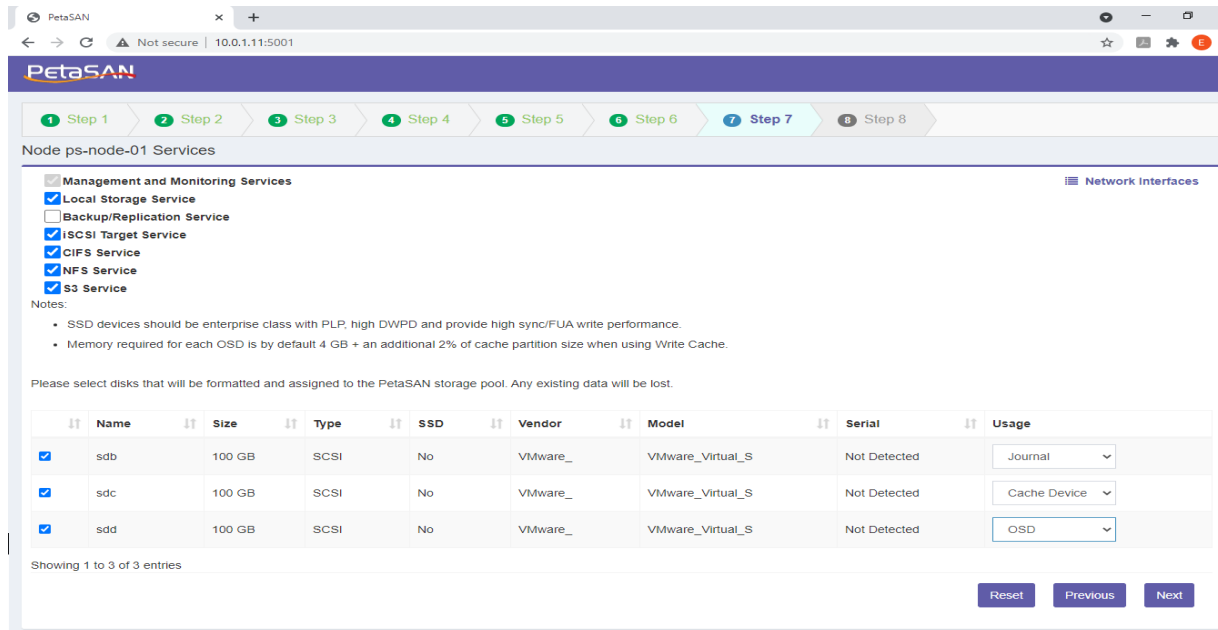 PetaSAN
Not secure | 10.0.1.11:5001
E
PetaSAN
1 Step 1 2 Step 2 3 Step 3 4 Step 4 5 Step 5 6 Step 6 7 Step 7 8 Step 8
Node ps-node-01 Services
Management and Monitoring Services Network Interfaces
Local Storage Service
Backup/Replication Service
iSCSI Target Service
CIFS Service
NFS Service
S3 Service
Notes:
• SSD devices should be enterprise class with PLP, high DWPD and provide high sync/FUA write performance.
• Memory required for each OSD is by default 4 GB + an additional 2% of cache partition size when using Write Cache.
Please select disks that will be formatted and assigned to the PetaSAN storage pool. Any existing data will be lost.
Name Size Type SSD Vendor Model Serial Usage
sdb 100 GB SCSI No VMware_ VMware_Virtual_S Not Detected Journal
sdc 100 GB SCSI No VMware_ VMware_Virtual_S Not Detected Cache Device
sdd 100 GB SCSI No VMware_ VMware_Virtual_S Not Detected OSD
Showing 1 to 3 of 3 entries
Reset Previous Next